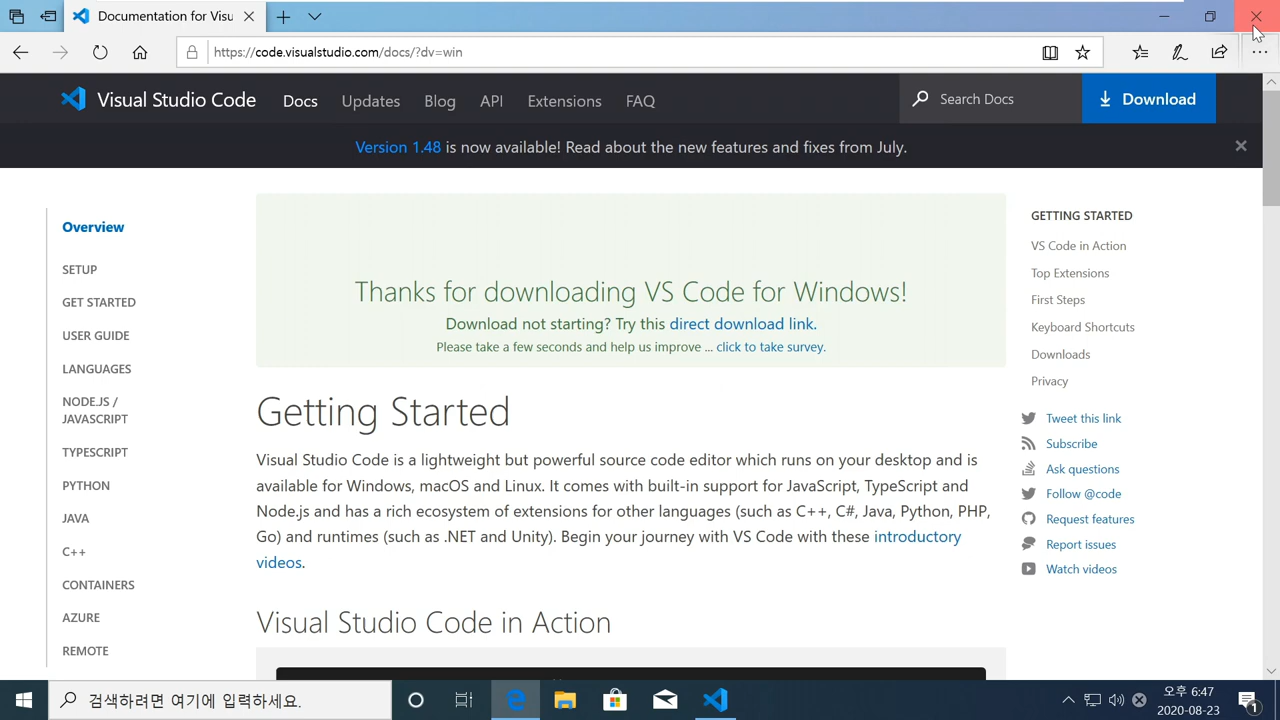 Documentation for Visu
https://code.visualstudio.com/docs/?dv=win
Visual Studio Code
Docs
Updates
Blog
API
Extensions
FAQ
Search Docs
Download
Version 1.48 is now available! Read about the new features and fixes from July.
Overview
SETUP
GET STARTED
USER GUIDE
LANGUAGES
NODE.JS /
JAVASCRIPT
TYPESCRIPT
PYTHON
JAVA
C++
CONTAINERS
AZURE
REMOTE
Thanks for downloading VS Code for Windows!
Download not starting? Try this direct download link.
Please take a few seconds and help us improve ... click to take survey.
Getting Started
Visual Studio Code is a lightweight but powerful source code editor which runs on your desktop and is
available for Windows, macOS and Linux. It comes with built-in support for JavaScript, TypeScript and
Node.js and has a rich ecosystem of extensions for other languages (such as C++, C#, Java, Python, PHP,
Go) and runtimes (such as .NET and Unity). Begin your journey with VS Code with these introductory
videos.
Visual Studio Code in Action
GETTING STARTED
VS Code in Action
Top Extensions
First Steps
Keyboard Shortcuts
Downloads
Privacy
Tweet this link
Subscribe
Ask questions
Follow @code
Request features
Report issues
Watch videos
검색하려면 여기에 입력하세요.
오후 6:47
2020-08-23
1